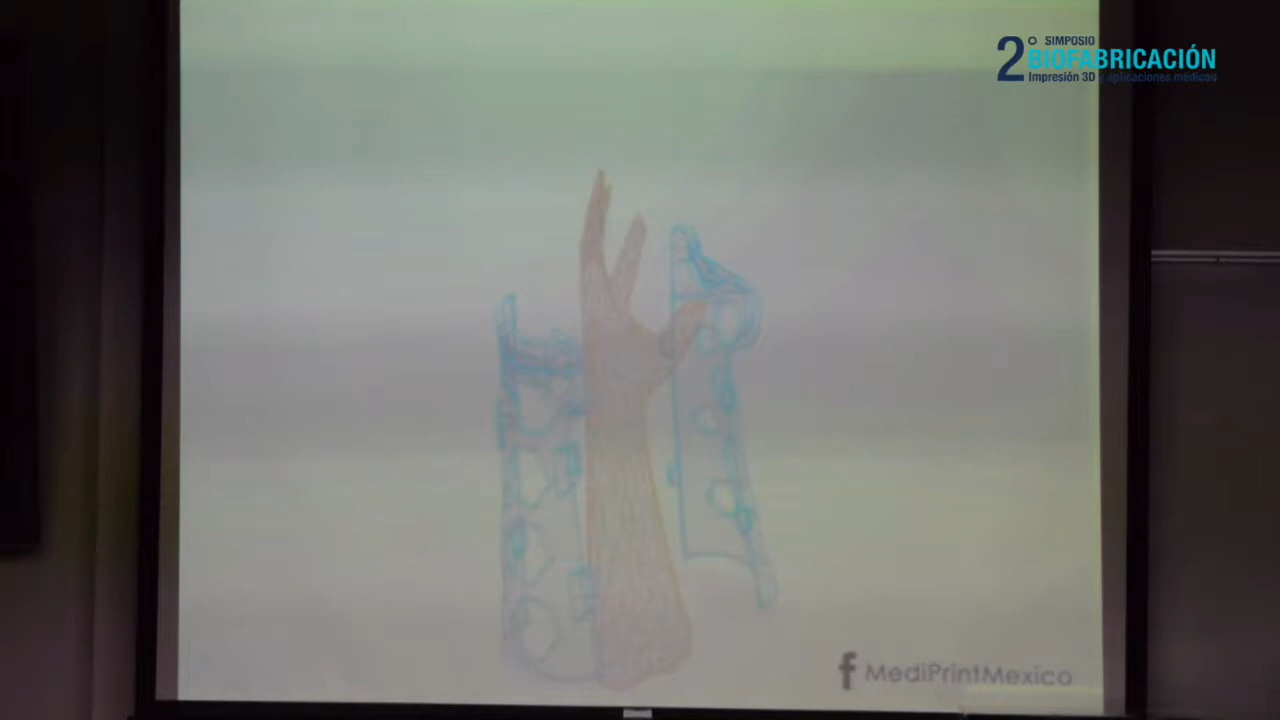 2° SIMPOSIO
BIOFABRICACIÓN
Impresión 3D y aplicaciones médicas
f MediPrintMexico